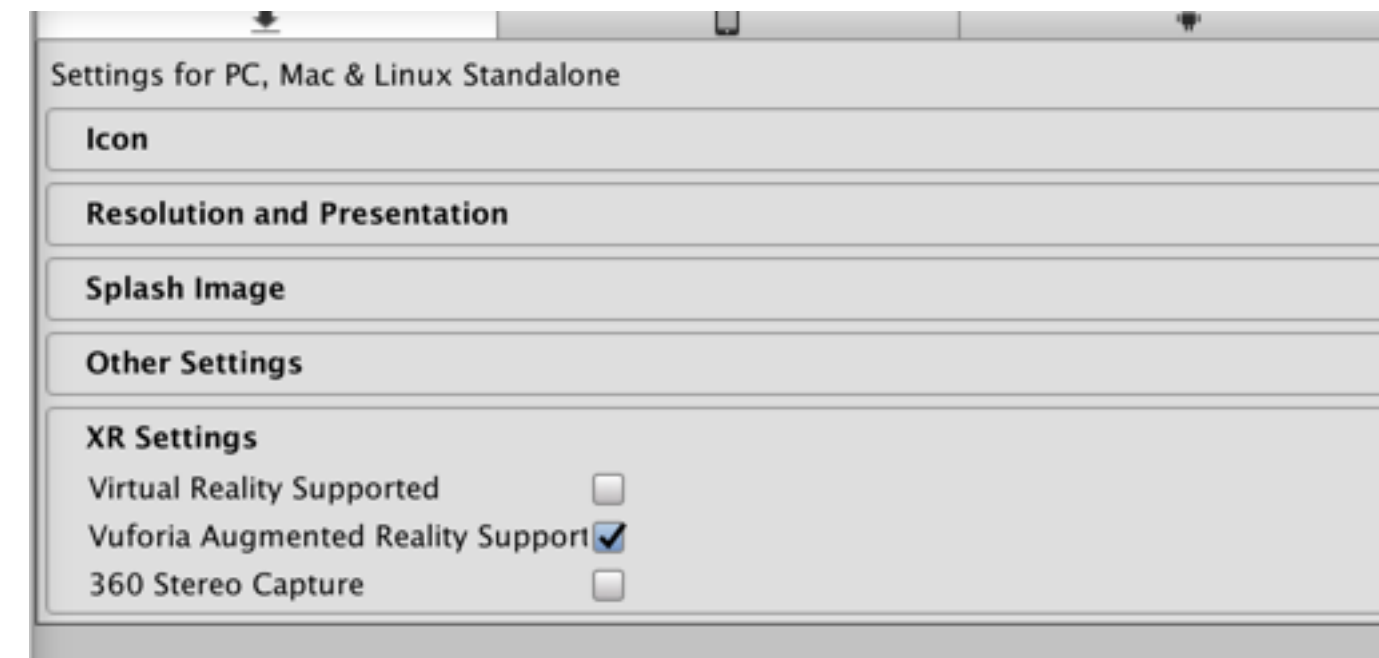 Settings for PC, Mac & Linux Standalone
Icon
Resolution and Presentation
Splash Image
Other Settings
XR Settings
Virtual Reality Supported
Vuforia Augmented Reality Support
360 Stereo Capture